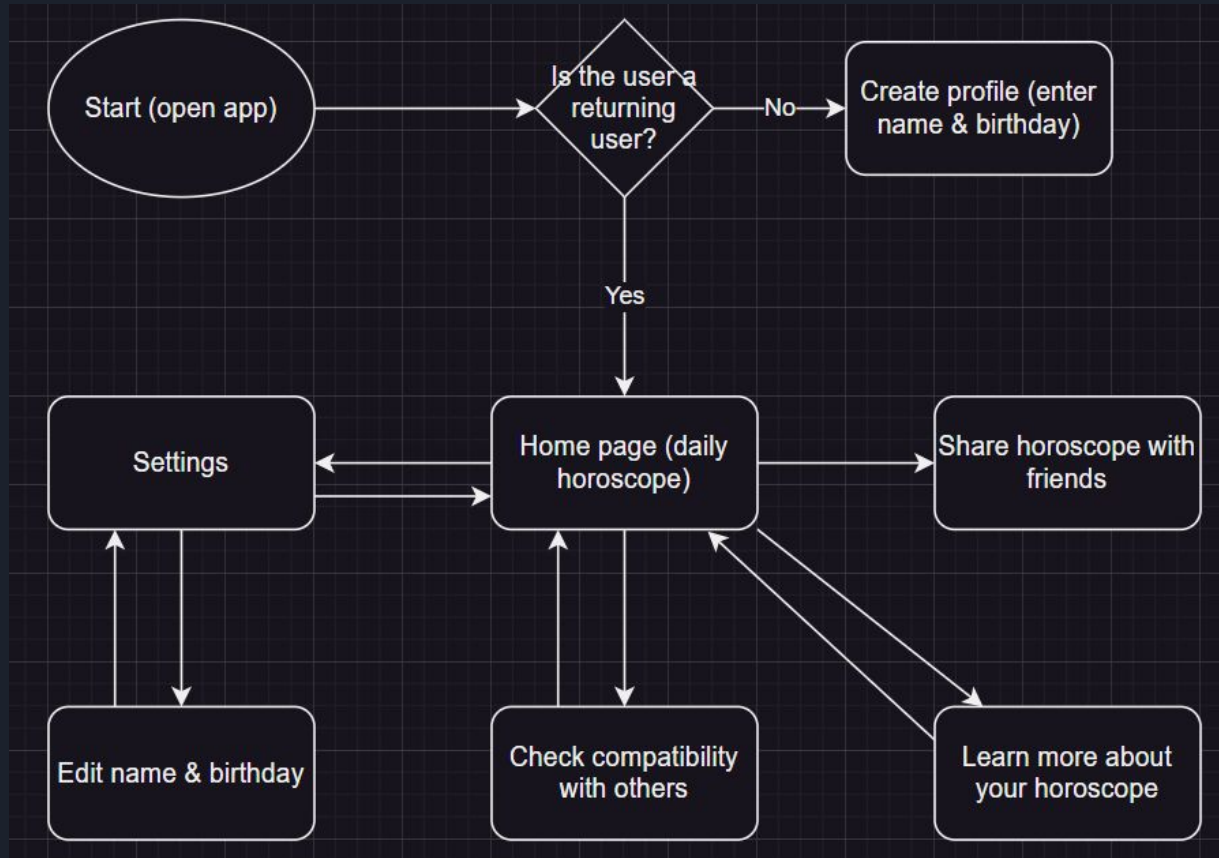 Start (open app)
Is the user a
returning
user?
No
Create profile (enter
name & birthday)
Yes
Settings
Home page (daily
horoscope)
Share horoscope with
friends
Edit name & birthday
Check compatibility
with others
Learn more about
your horoscope